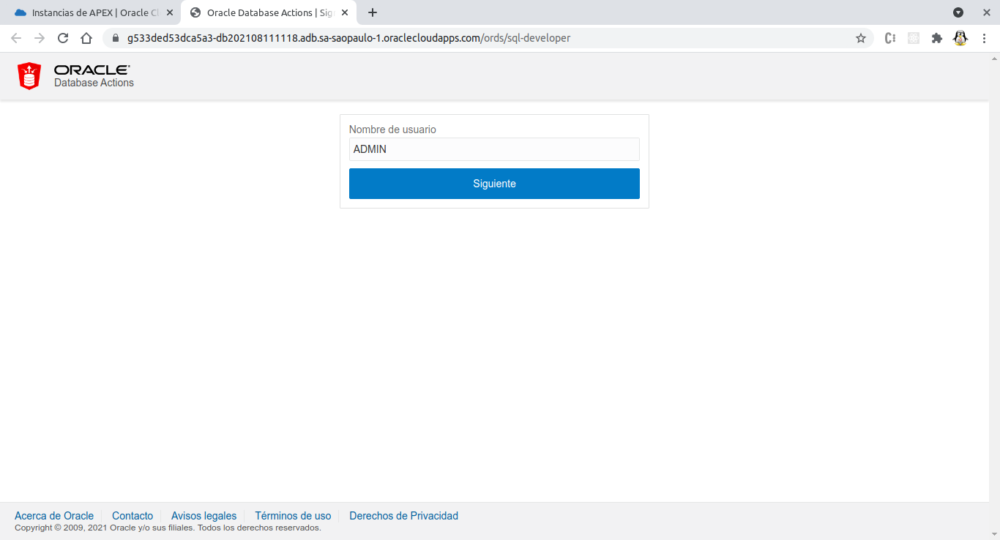 Instancias de APEX | Oracle Cl
Oracle Database Actions | Sig
g533ded53dca5a3-db202108111118.adb.sa-saopaulo-1.oraclecloudapps.com/ords/sql-developer
ORACLE
Database Actions
Nombre de usuario
ADMIN
Siguiente
Acerca de Oracle
Contacto
Avisos legales
Términos de uso
Derechos de Privacidad
Copyright © 2009, 2021 Oracle y/o sus filiales. Todos los derechos reservados.